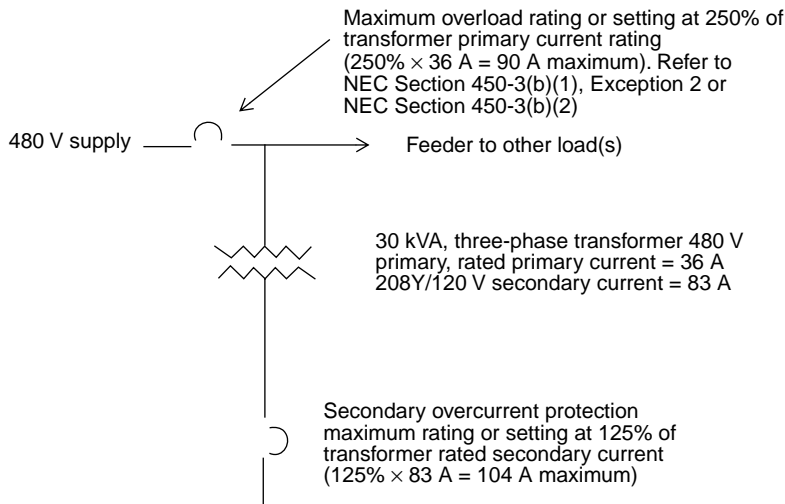 Maximum overload rating or setting at 250% of
transformer primary current rating
(250% × 36 A = 90 A maximum). Refer to
NEC Section 450-3(b)(1), Exception 2 or
NEC Section 450-3(b)(2)
480 V supply
Feeder to other load(s)
30 kVA, three-phase transformer 480 V
primary, rated primary current = 36 A
208Y/120 V secondary current = 83 A
Secondary overcurrent protection
maximum rating or setting at 125% of
transformer rated secondary current
(125% × 83 A = 104 A maximum)